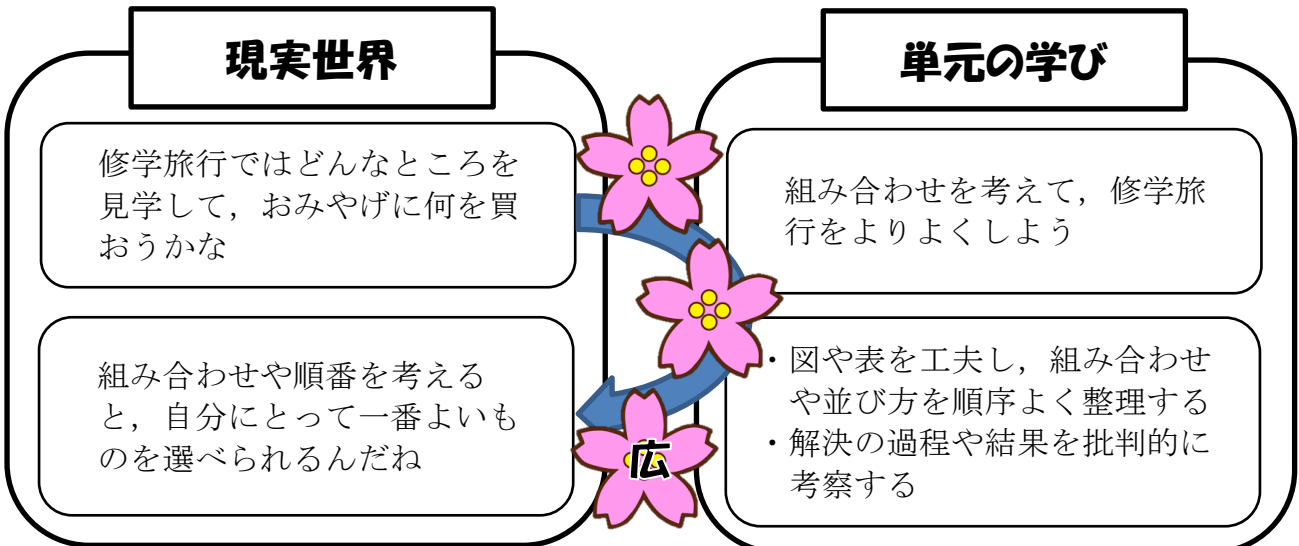 現実世界
修学旅行ではどんなところを
見学して，おみやげに何を買
おうかな
組み合わせや順番を考える
と，自分にとって一番よいも
のを選べられるんだね
広
単元の学び
組み合わせを考えて，修学旅
行をよりよくしよう
・図や表を工夫し，組み合わせ
や並び方を順序よく整理する
・解決の過程や結果を批判的に
考察する